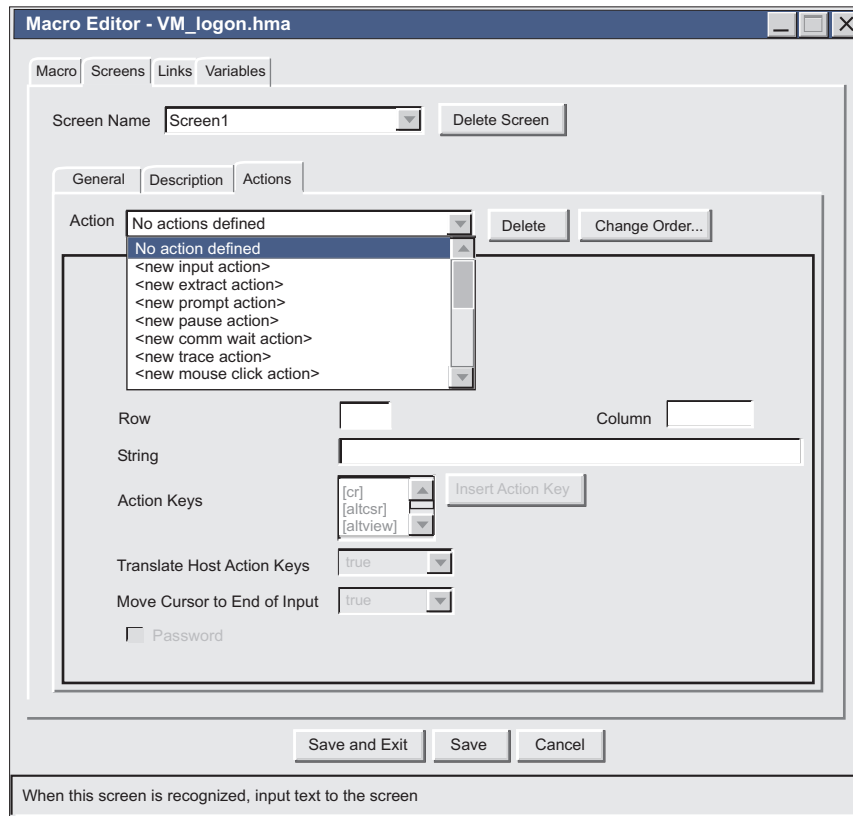 Macro Editor - VM_logon.hma
Macro Screens Links Variables
Screen Name Screen1 Delete Screen
General Description Actions
Action No actions defined Delete Change Order...
No action defined
<new input action>
<new extract action>
<new prompt action>
<new pause action>
<new comm wait action>
<new trace action>
<new mouse click action>
Row Column
String
Action Keys [cr] Insert Action Key
[altcsr]
[altview]
Translate Host Action Keys true
Move Cursor to End of Input true
Password
Save and Exit Save Cancel
When this screen is recognized, input text to the screen